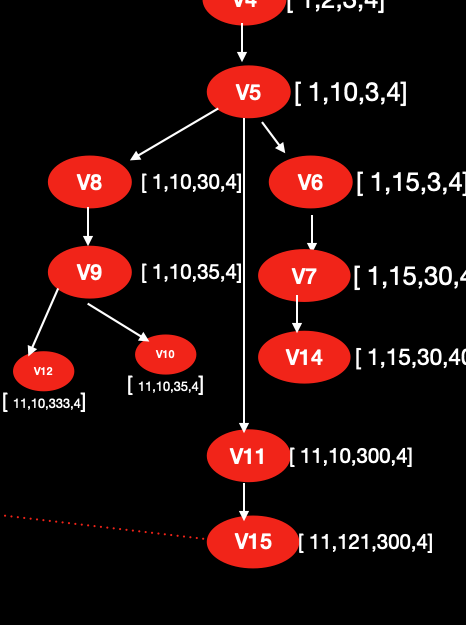 V4 [ 1,2,3,4]
V5 [ 1,10,3,4]
V8 [ 1,10,30,4] V6 [ 1,15,3,4]
V9 [ 1,10,35,4] V7 [ 1,15,30,4
V12 V10 V14 [ 1,15,30,40
[ 11,10,333,4] [ 11,10,35,4]
V11 [ 11,10,300,4]
V15 [ 11,121,300,4]